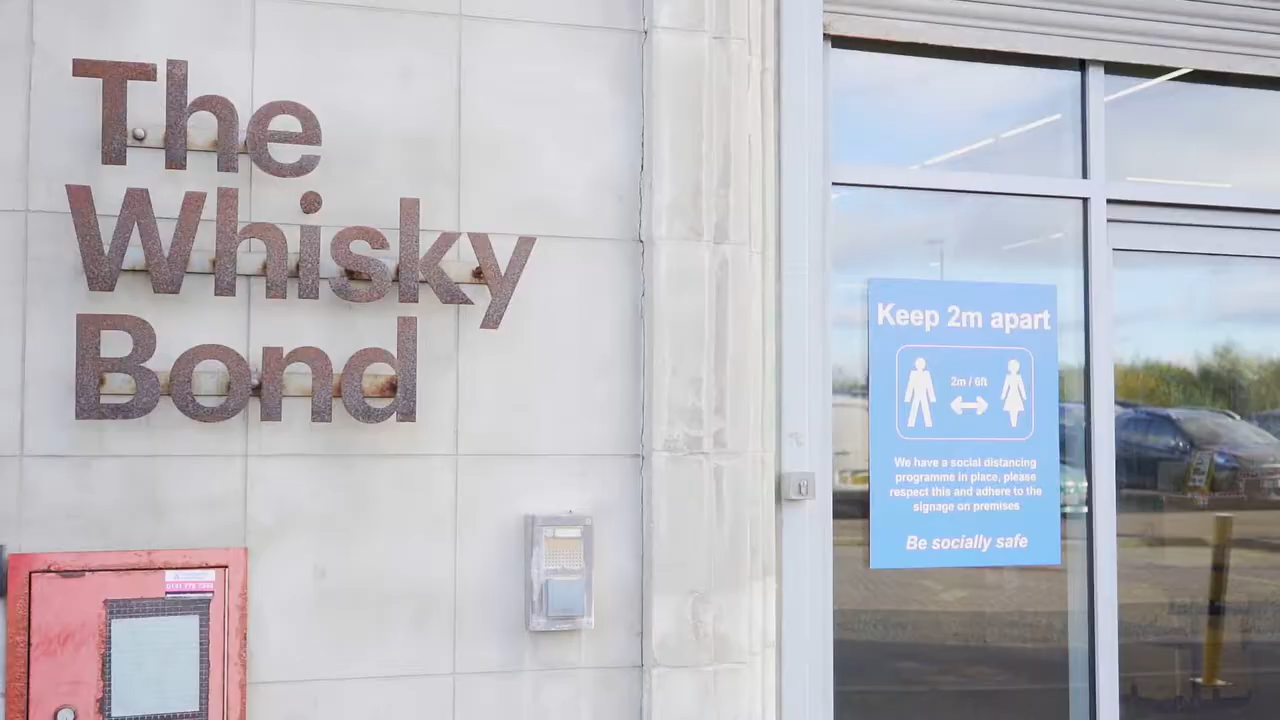 The
Whisky
Bond
Keep 2m apart
2m / 6ft
We have a social distancing
programme in place, please
respect this and adhere to the
signage on premises
Be socially safe